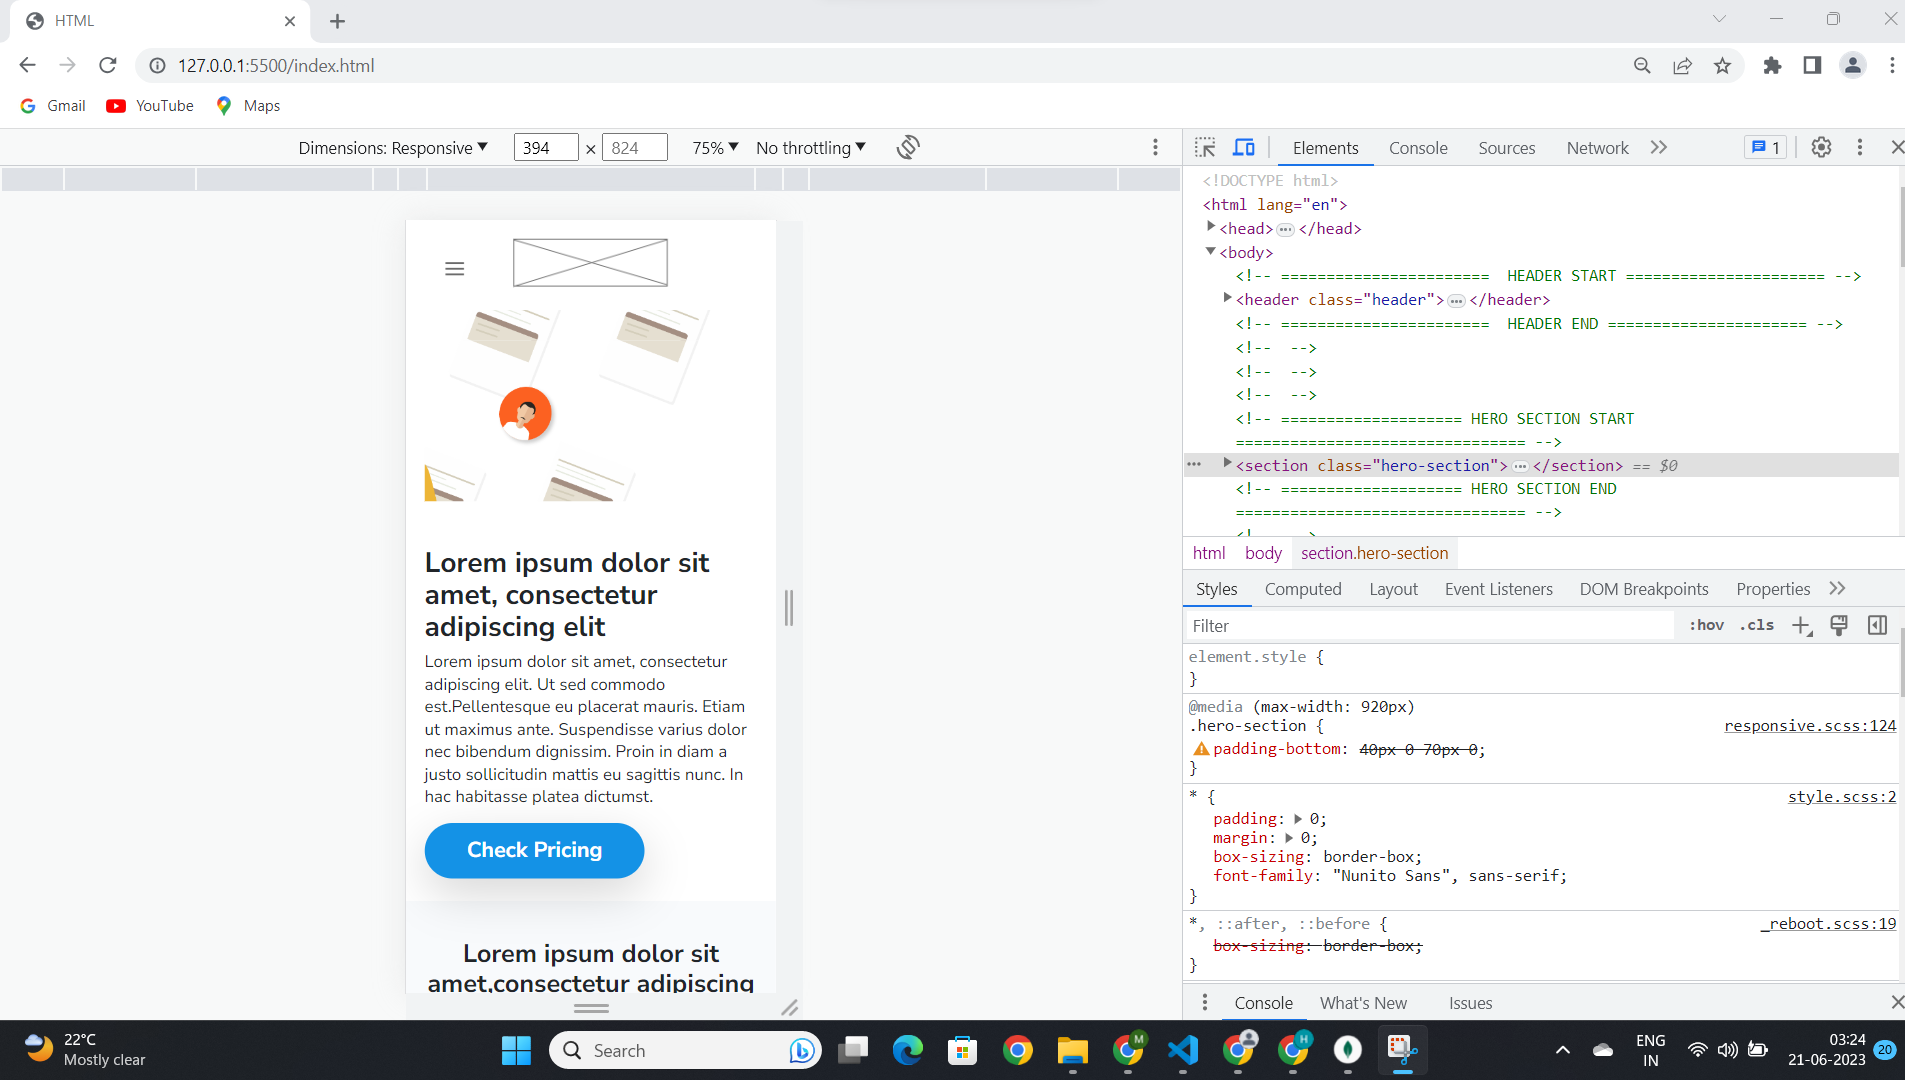 HTML
127.0.0.1:5500/index.html
Gmail YouTube Maps
Dimensions: Responsive 394 × 824 75% No throttling
Elements Console Sources Network 1
<!DOCTYPE html>
<html lang="en">
<head> ••• </head>
<body>
<!-- ======================= HEADER START ====================== -->
<header class="header"> ••• </header>
<!-- ======================= HEADER END ====================== -->
<!-- -->
<!-- -->
<!-- -->
<!-- ==================== HERO SECTION START
================================ -->
••• <section class="hero-section"> ••• </section> == $0
<!-- ==================== HERO SECTION END
================================ -->
html body section.hero-section
Styles Computed Layout Event Listeners DOM Breakpoints Properties
Filter :hov .cls
element.style {
}
@media (max-width: 920px)
.hero-section { responsive.scss:124
padding-bottom: 40px 0 70px 0;
}
* { style.scss:2
padding: 0;
margin: 0;
box-sizing: border-box;
font-family: "Nunito Sans", sans-serif;
}
*, ::after, ::before { _reboot.scss:19
box-sizing: border-box;
}
Console What's New Issues
Lorem ipsum dolor sit
amet, consectetur
adipiscing elit
Lorem ipsum dolor sit amet, consectetur
adipiscing elit. Ut sed commodo
est.Pellentesque eu placerat mauris. Etiam
ut maximus ante. Suspendisse varius dolor
nec bibendum dignissim. Proin in diam a
justo sollicitudin mattis eu sagittis nunc. In
hac habitasse platea dictumst.
Check Pricing
Lorem ipsum dolor sit
amet,consectetur adipiscing
22°C
Mostly clear
Search
M
H
ENG
IN
03:24
21-06-2023
20